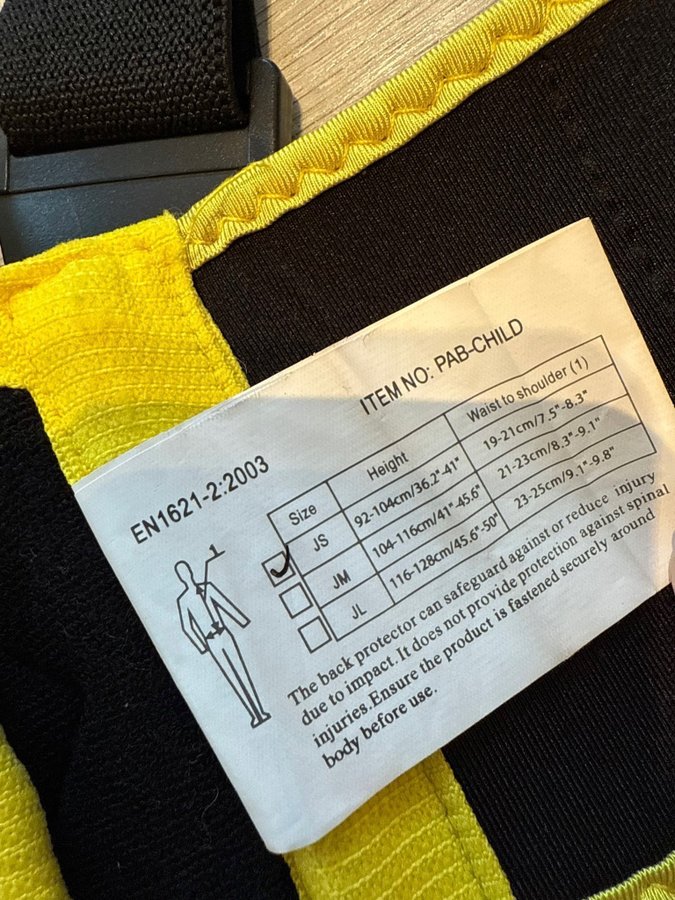 ITEM NO: PAB-CHILD
EN1621-2:2003
Size Height Waist to shoulder (1)
JS 92-104cm/36.2"-41" 19-21cm/7.5"-8.3"
JM 104-116cm/41"-45.6" 21-23cm/8.3"-9.1"
JL 116-128cm/45.6"-50" 23-25cm/9.1"-9.8"
1
The back protector can safeguard against or reduce injury
due to impact. It does not provide protection against spinal
injuries.Ensure the product is fastened securely around
body before use.